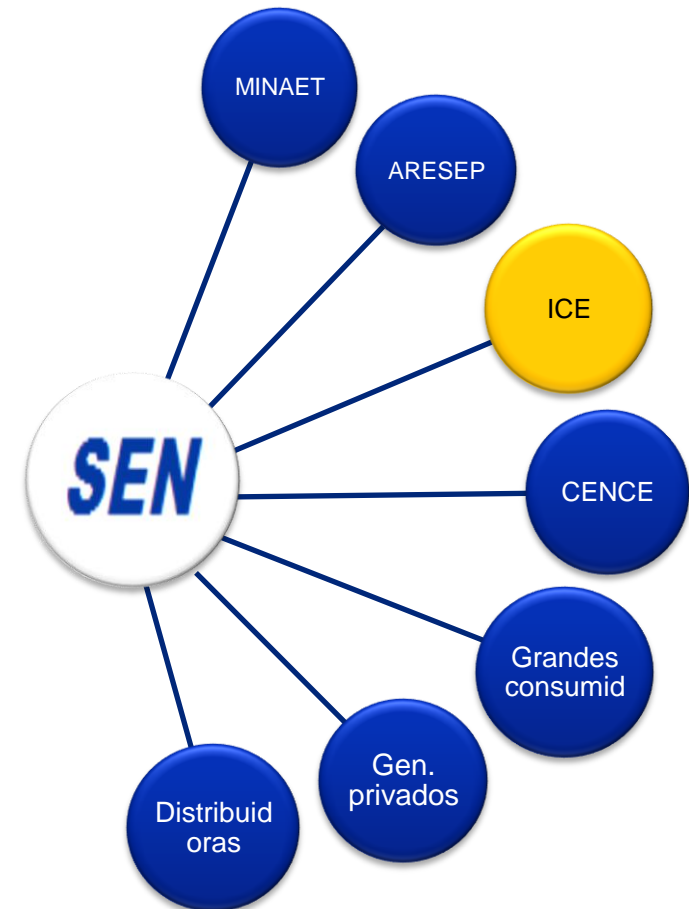 MINAET
ARESEP
ICE
SEN
CENCE
Grandes
consumid
Gen.
privados
Distribuid
oras